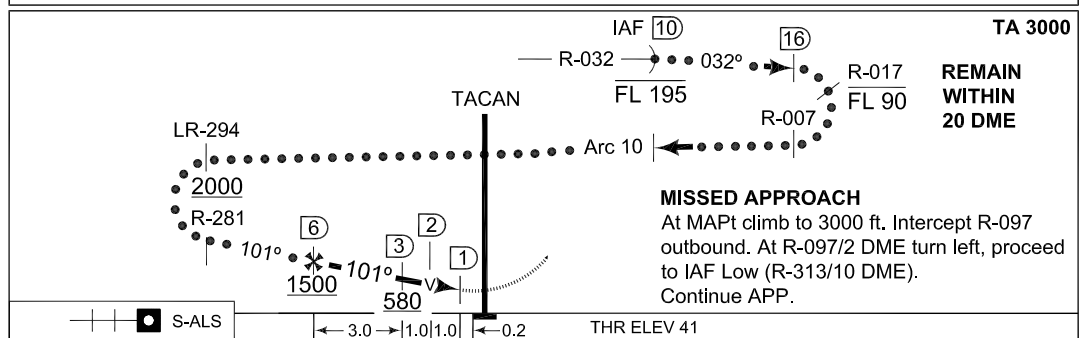 IAF 10
16
TA 3000
R-032
032º
R-017
REMAIN
WITHIN
20 DME
FL 195
FL 90
TACAN
R-007
LR-294
Arc 10
2000
MISSED APPROACH
At MAPt climb to 3000 ft. Intercept R-097
outbound. At R-097/2 DME turn left, proceed
to IAF Low (R-313/10 DME).
Continue APP.
R-281
6
2
3
1
101º
101º
V
1500
580
S-ALS
3.0
1.0
1.0
0.2
THR ELEV 41